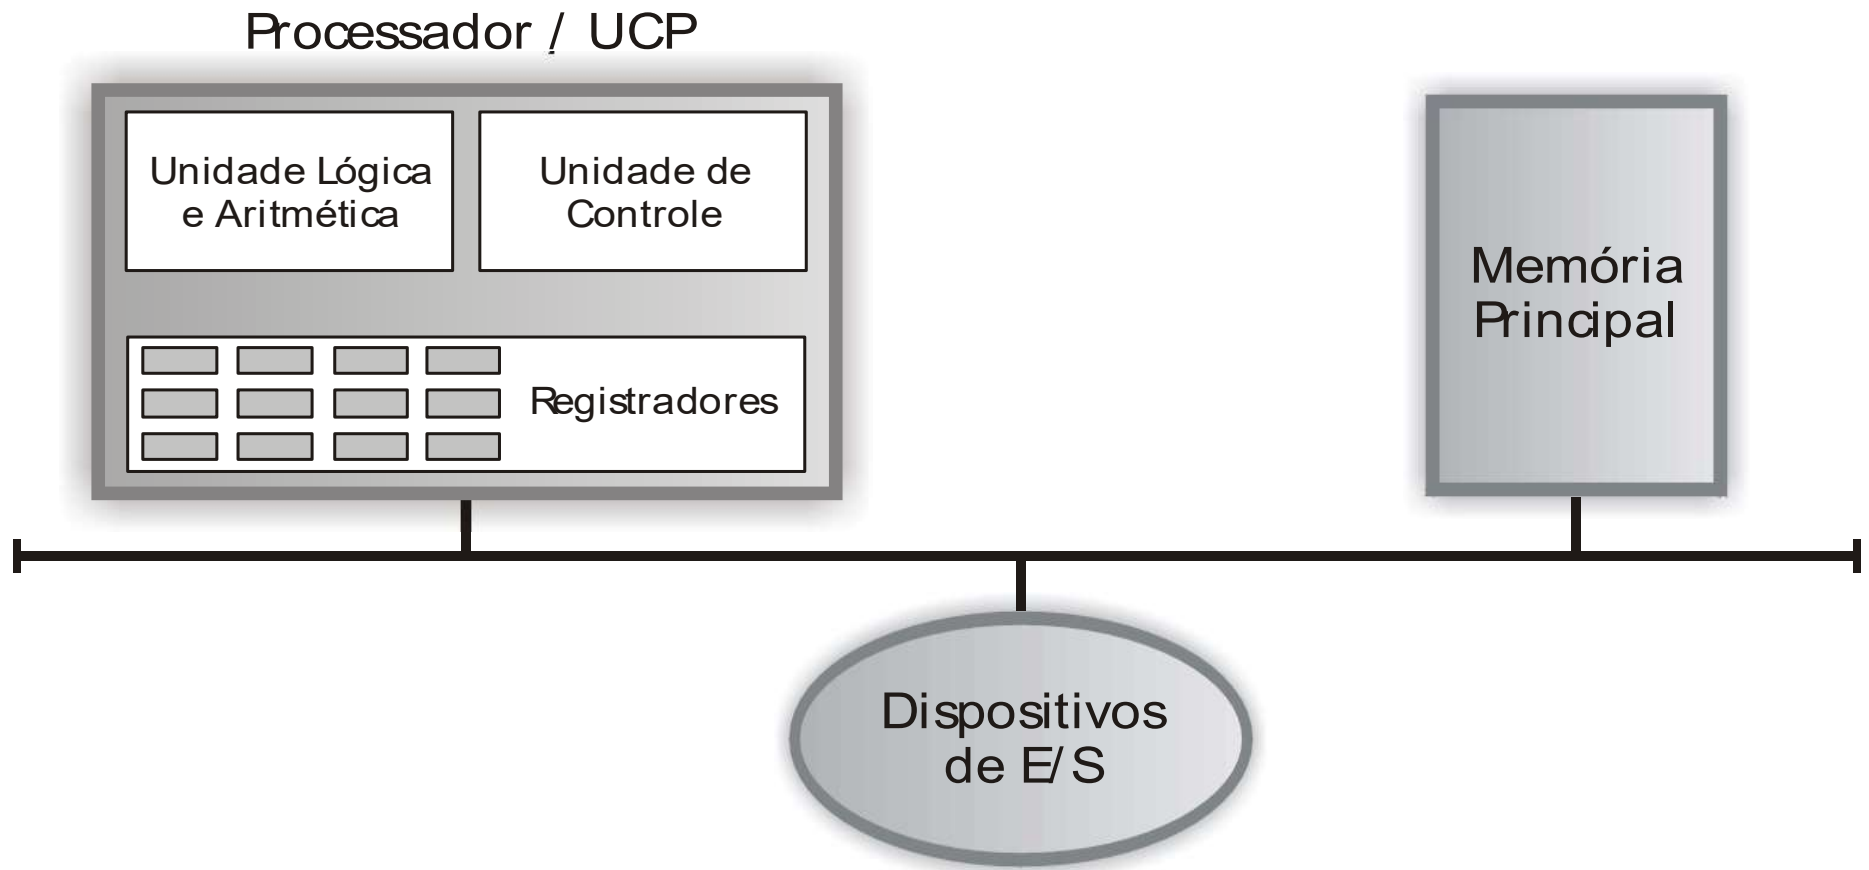 Processador / UCP
Unidade Lógica
e Aritmética
Unidade de
Controle
Registradores
Memória
Principal
Dispositivos
de E/S